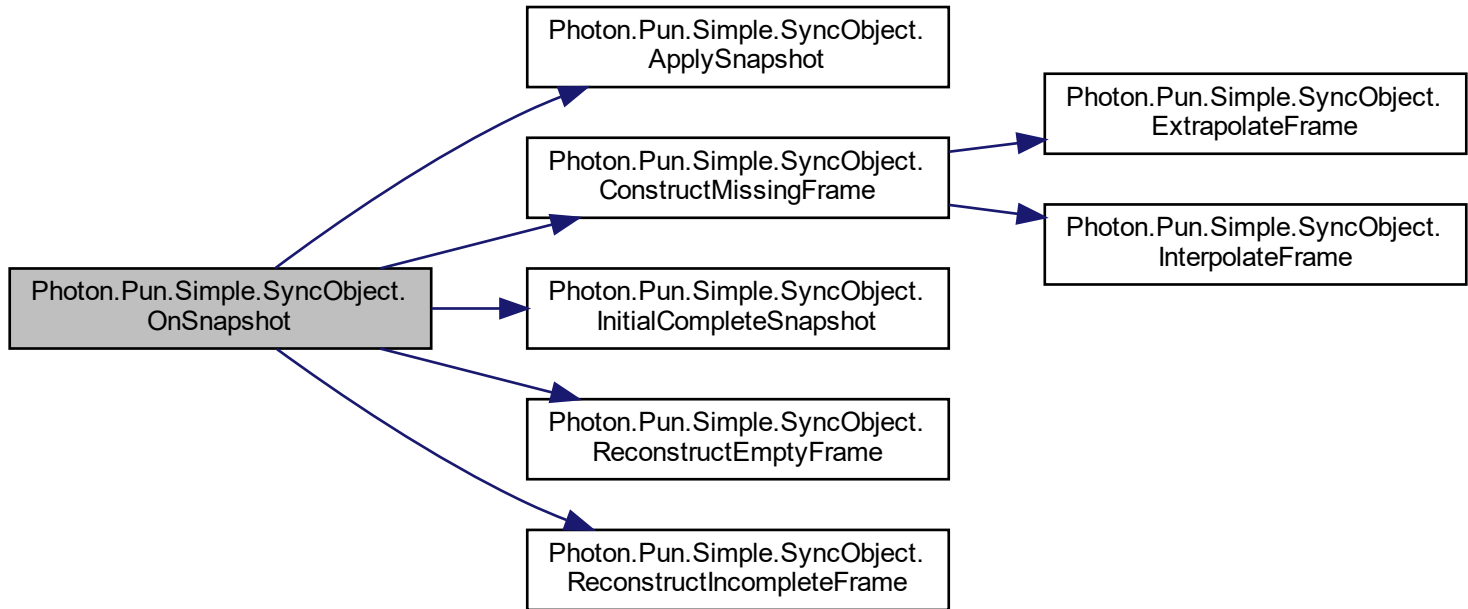 Photon.Pun.Simple.SyncObject.
OnSnapshot
Photon.Pun.Simple.SyncObject.
ApplySnapshot
Photon.Pun.Simple.SyncObject.
ConstructMissingFrame
Photon.Pun.Simple.SyncObject.
ExtrapolateFrame
Photon.Pun.Simple.SyncObject.
InterpolateFrame
Photon.Pun.Simple.SyncObject.
InitialCompleteSnapshot
Photon.Pun.Simple.SyncObject.
ReconstructEmptyFrame
Photon.Pun.Simple.SyncObject.
ReconstructIncompleteFrame